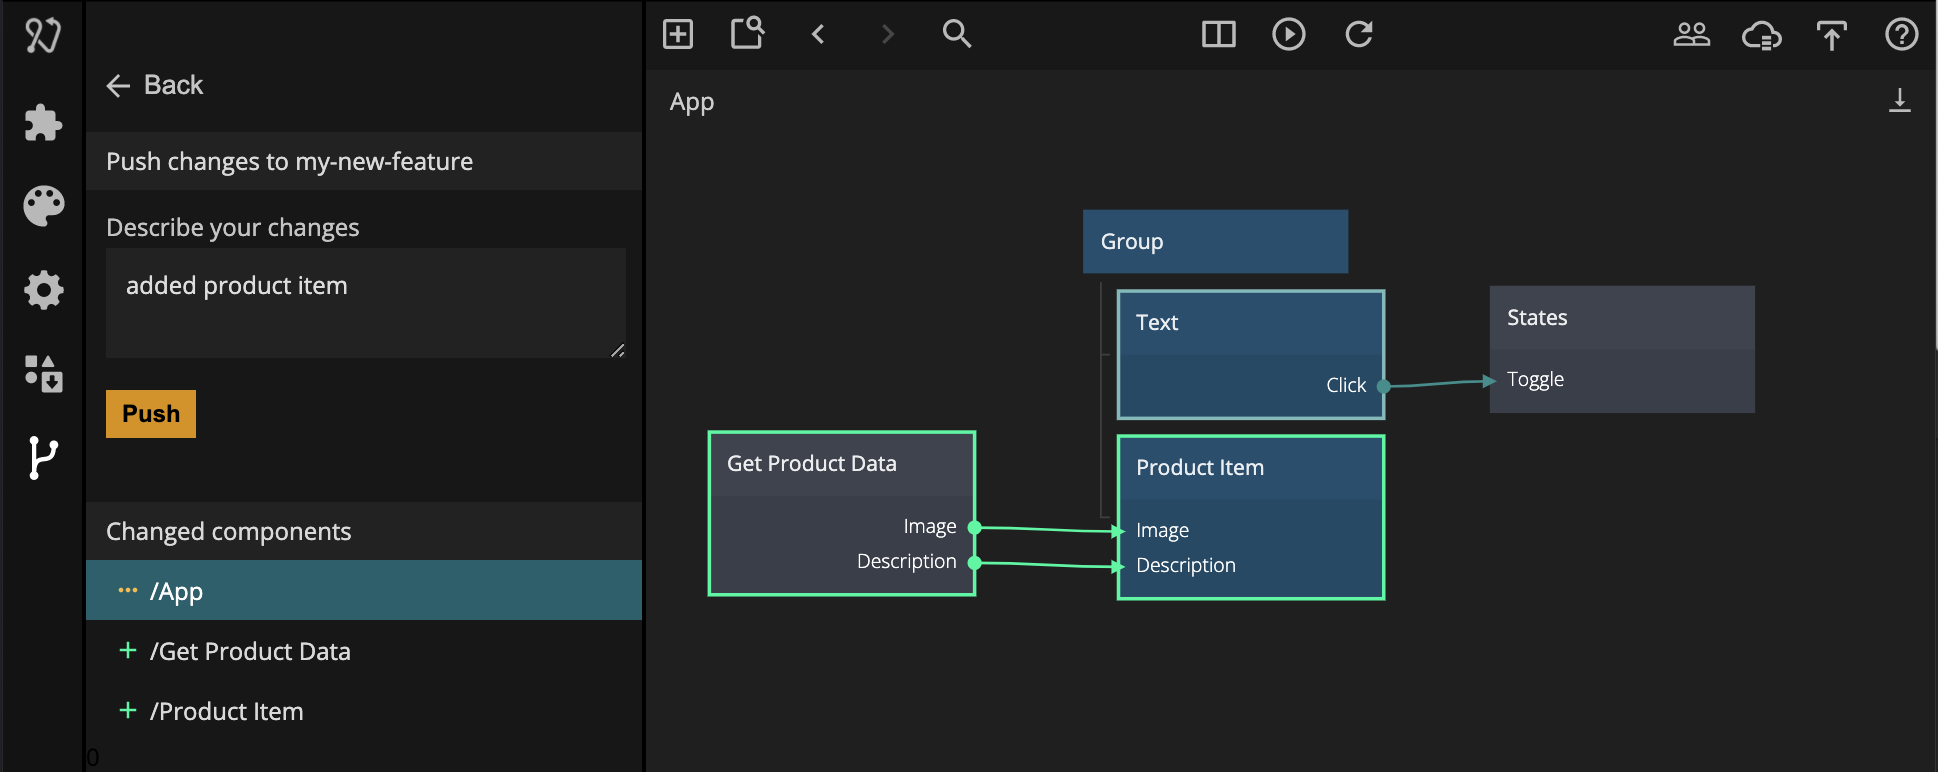 Back
Push changes to my-new-feature
Describe your changes
added product item
Push
Changed components
/App
/Get Product Data
/Product Item
0
App
Group
Text
Click
States
Toggle
Get Product Data
Image
Description
Product Item
Image
Description